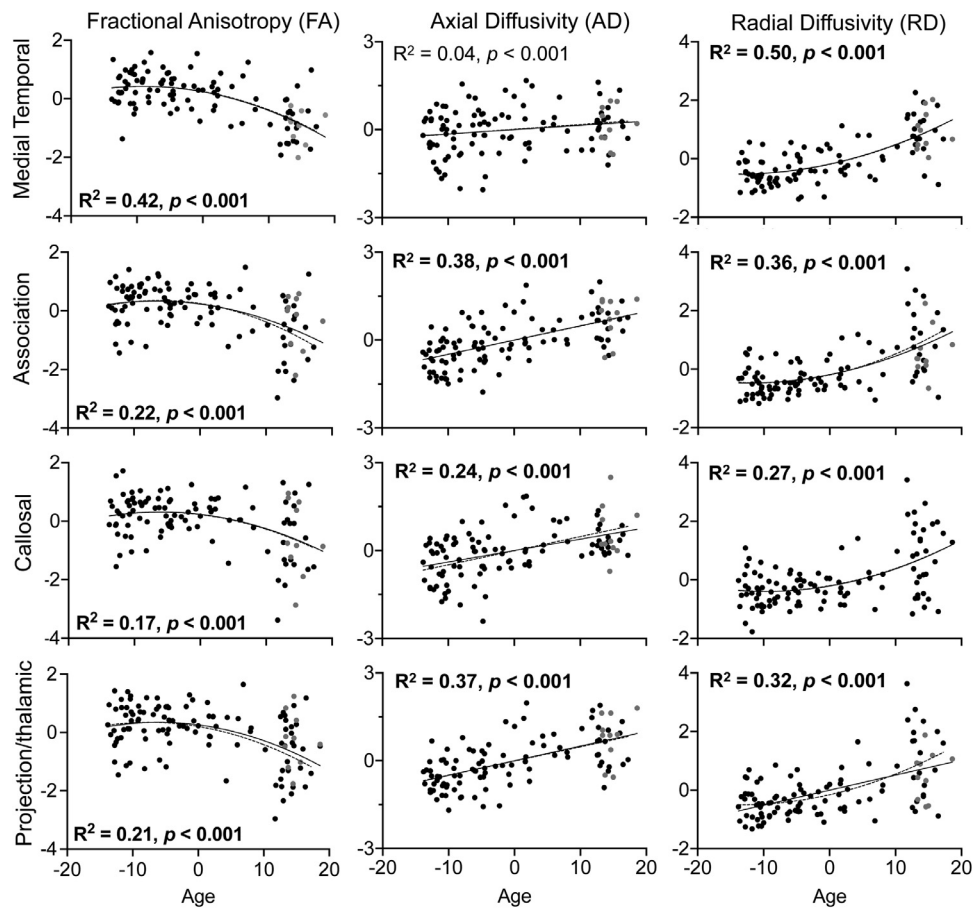 Fractional Anisotropy (FA)
Axial Diffusivity (AD)
Radial Diffusivity (RD)
Medial Temporal
2
0
-2
-4
R² = 0.42, p < 0.001
3
0
-3
R² = 0.04, p < 0.001
4
2
0
-2
R² = 0.50, p < 0.001
Association
2
0
-2
-4
-20 -10 0 10 20
R² = 0.22, p < 0.001
3
0
-3
R² = 0.38, p < 0.001
4
2
0
-2
R² = 0.36, p < 0.001
Callosal
2
0
-2
-4
R² = 0.17, p < 0.001
3
0
-3
R² = 0.24, p < 0.001
4
2
0
-2
R² = 0.27, p < 0.001
Projection/thalamic
2
0
-2
-4
R² = 0.21, p < 0.001
-20 -10 0 10 20
Age
3
0
-3
R² = 0.37, p < 0.001
-20 -10 0 10 20
Age
4
2
0
-2
R² = 0.32, p < 0.001
-20 -10 0 10 20
Age